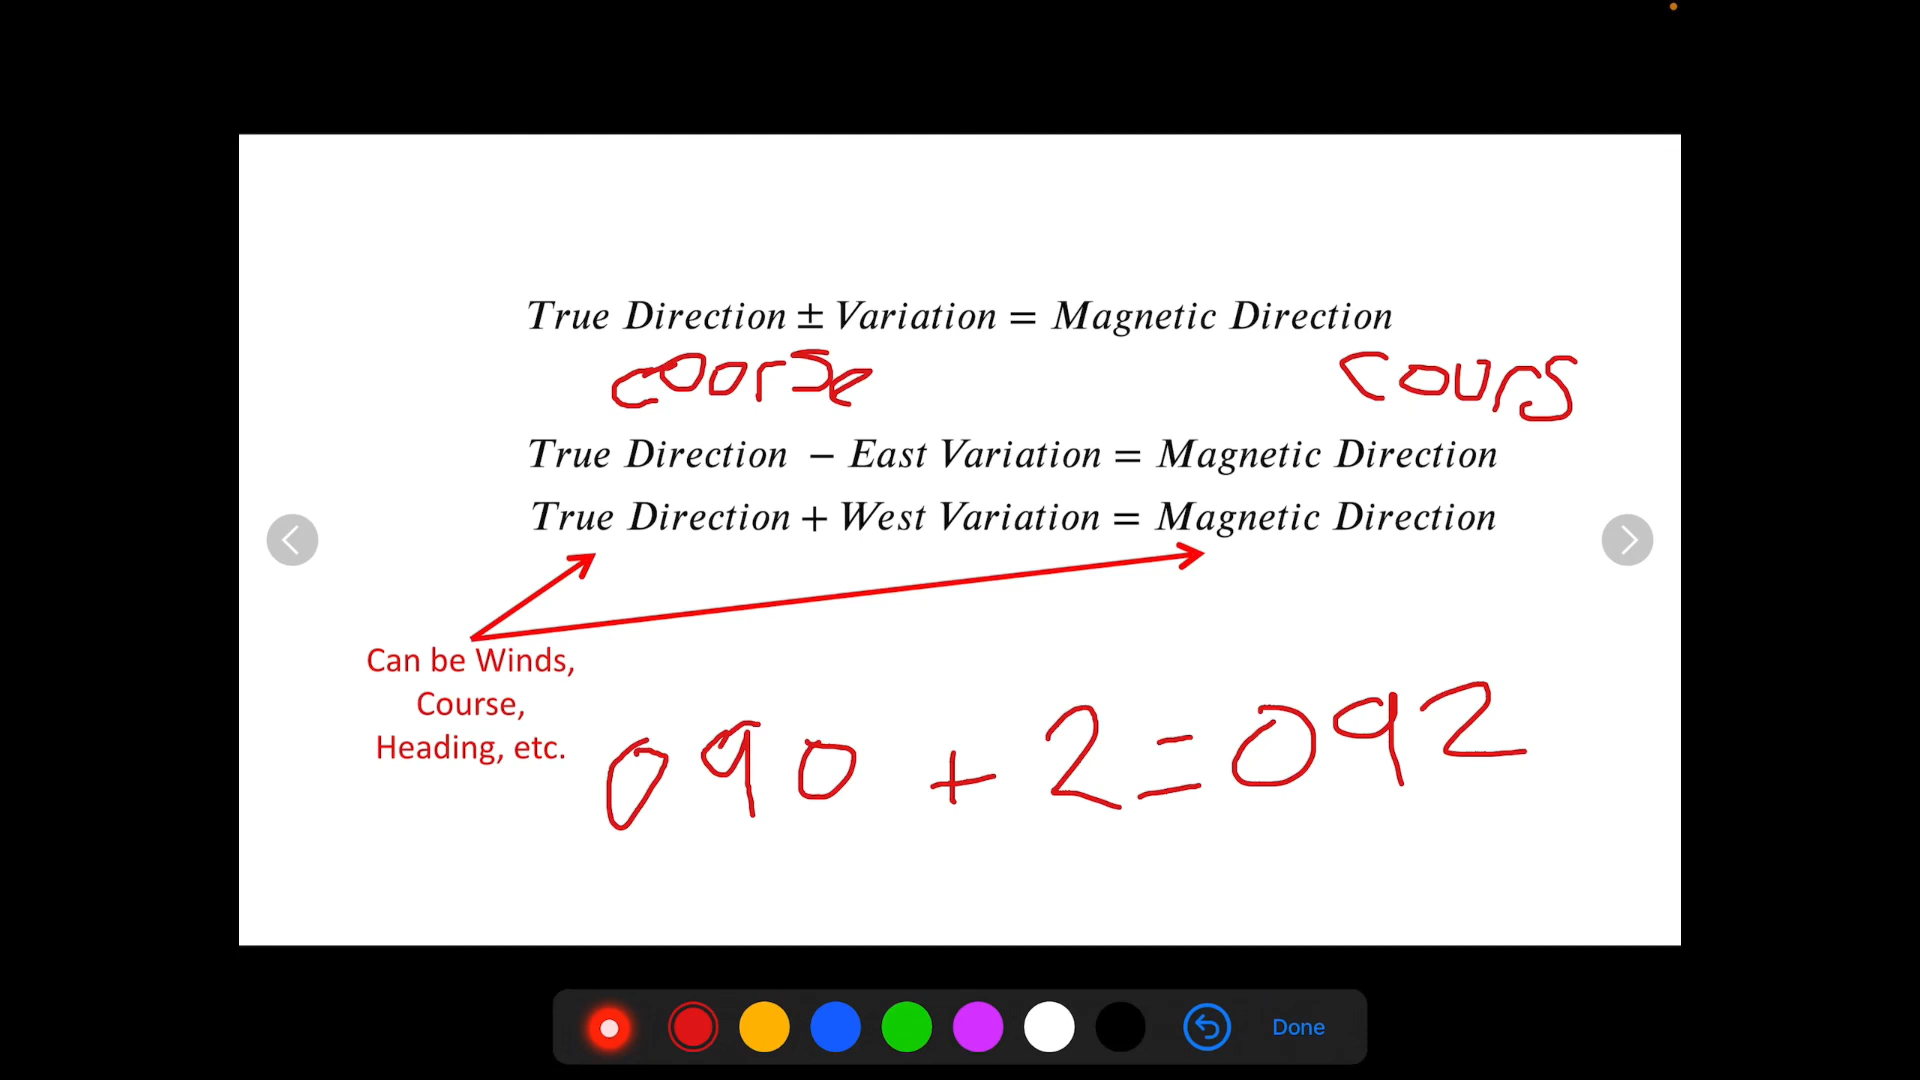 True Direction ± Variation = Magnetic Direction
course cours
True Direction − East Variation = Magnetic Direction
True Direction + West Variation = Magnetic Direction
Can be Winds,
Course,
Heading, etc.
090 + 2 = 092
Done